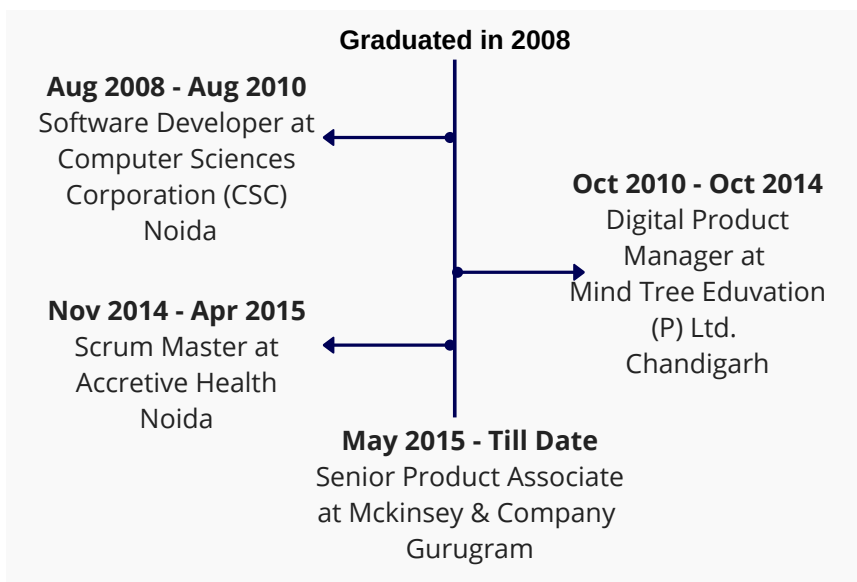 Graduated in 2008
Aug 2008 - Aug 2010
Software Developer at
Computer Sciences
Corporation (CSC)
Noida
Oct 2010 - Oct 2014
Digital Product
Manager at
Mind Tree Eduvation
(P) Ltd.
Chandigarh
Nov 2014 - Apr 2015
Scrum Master at
Accretive Health
Noida
May 2015 - Till Date
Senior Product Associate
at Mckinsey & Company
Gurugram